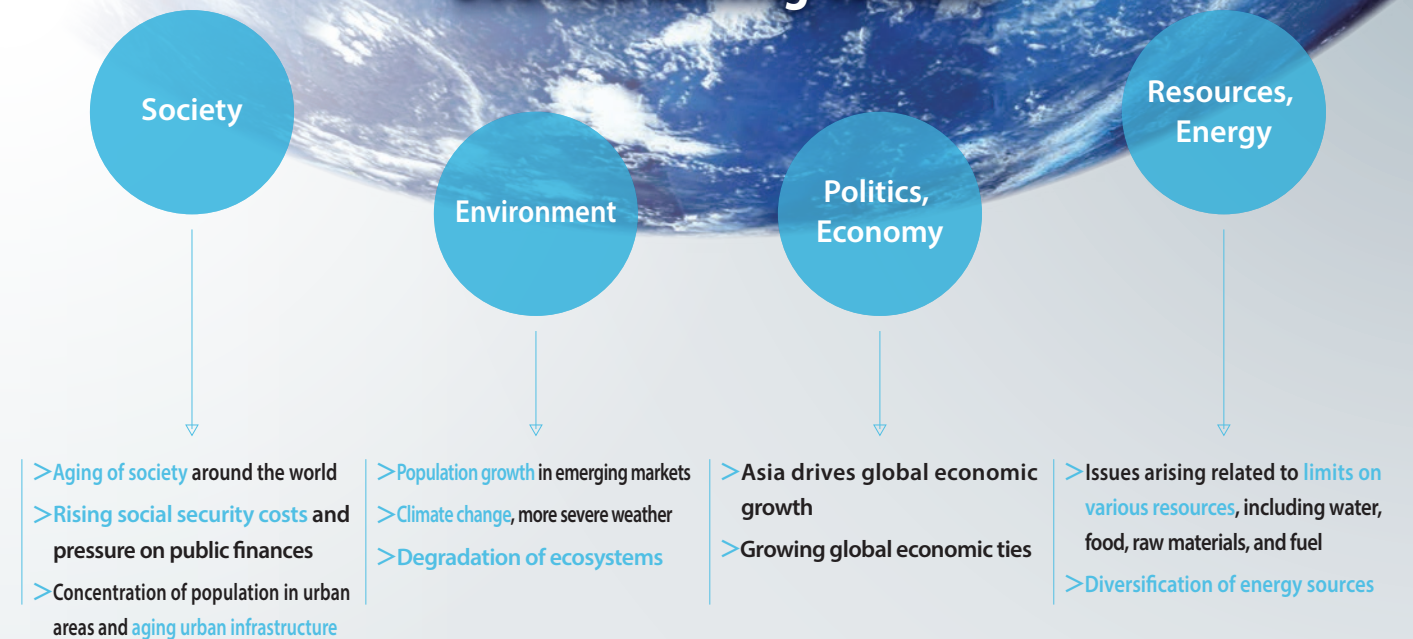 Society
Environment
Politics,
Economy
Resources,
Energy
>Aging of society around the world
>Rising social security costs and
pressure on public finances
>Concentration of population in urban
areas and aging urban infrastructure
>Population growth in emerging markets
>Climate change, more severe weather
>Degradation of ecosystems
>Asia drives global economic
growth
>Growing global economic ties
>Issues arising related to limits on
various resources, including water,
food, raw materials, and fuel
>Diversification of energy sources